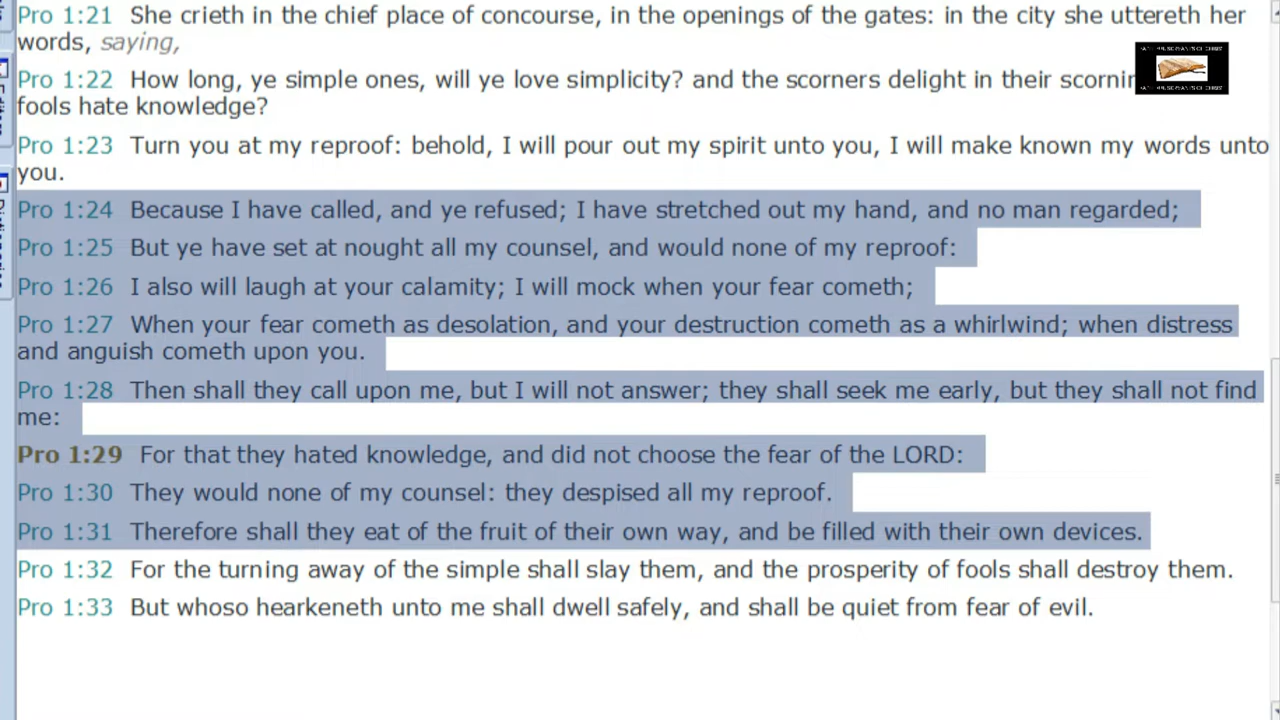 Pro 1:21 She crieth in the chief place of concourse, in the openings of the gates: in the city she uttereth her
words, saying,
Pro 1:22 How long, ye simple ones, will ye love simplicity? and the scorners delight in their
fools hate knowledge?
Pro 1:23 Turn you at my reproof: behold, I will pour out my spirit unto you, I will make known my words unto
you.
Pro 1:24 Because I have called, and ye refused; I have stretched out my hand, and no man regarded;
Pro 1:25 But ye have set at nought all my counsel, and would none of my reproof:
Pro 1:26 I also will laugh at your calamity; I will mock when your fear cometh;
Pro 1:27 When your fear cometh as desolation, and your destruction cometh as a whirlwind; when distress
and anguish cometh upon you.
Pro 1:28 Then shall they call upon me, but I will not answer; they shall seek me early, but they shall not find
me:
Pro 1:29 For that they hated knowledge, and did not choose the fear of the LORD:
Pro 1:30 They would none of my counsel: they despised all my reproof.
Pro 1:31 Therefore shall they eat of the fruit of their own way, and be filled with their own devices.
Pro 1:32 For the turning away of the simple shall slay them, and the prosperity of fools shall destroy them.
Pro 1:33 But whoso hearkeneth unto me shall dwell safely, and shall be quiet from fear of evil.